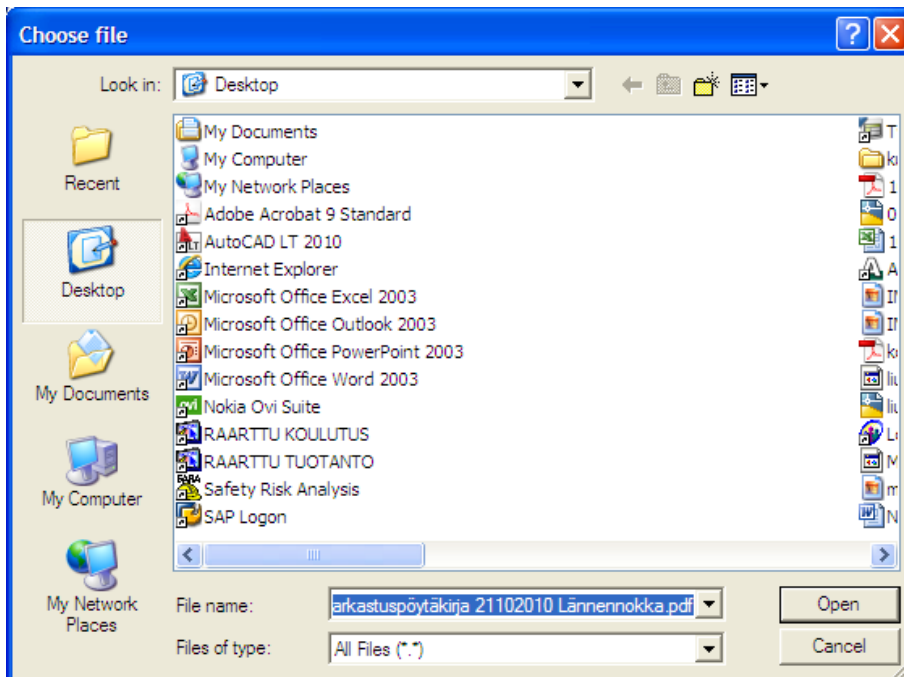 Choose file
Look in:
Desktop
Recent
Desktop
My Documents
My Computer
My Network
Places
My Documents
My Computer
My Network Places
Adobe Acrobat 9 Standard
AutoCAD LT 2010
Internet Explorer
Microsoft Office Excel 2003
Microsoft Office Outlook 2003
Microsoft Office PowerPoint 2003
Microsoft Office Word 2003
Nokia Ovi Suite
RAARTTU KOULUTUS
RAARTTU TUOTANTO
Safety Risk Analysis
SAP Logon
T
1
0
1
A
M
m
N
File name:
arkastuspöytäkirja 21102010 Lännennokka.pdf
Open
Files of type:
All Files (*.*)
Cancel